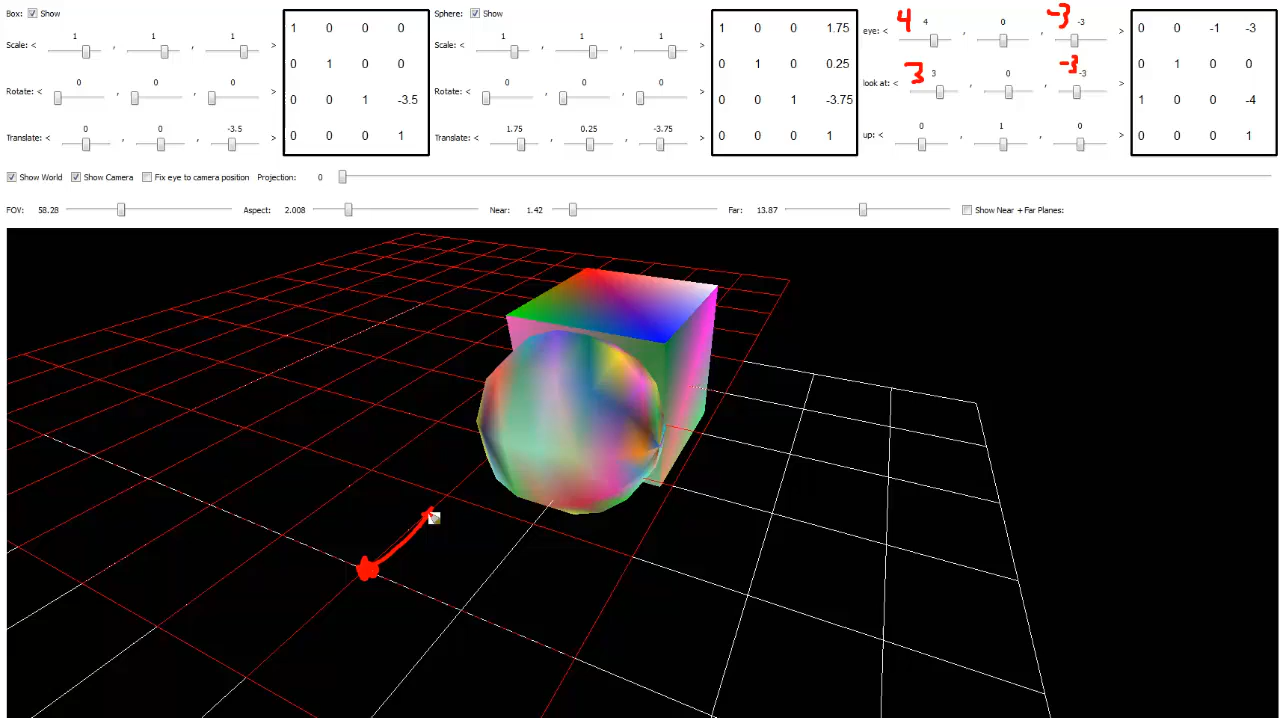 Box: Show
Scale: < 1 , 1 , 1 >
Rotate: < 0 , 0 , 0 >
Translate: < 0 , 0 , -3.5 >
1 0 0 0
0 1 0 0
0 0 1 -3.5
0 0 0 1
Sphere: Show
Scale: < 1 , 1 , 1 >
Rotate: < 0 , 0 , 0 >
Translate: < 1.75 , 0.25 , -3.75 >
1 0 0 1.75
0 1 0 0.25
0 0 1 -3.75
0 0 0 1
eye: < 4 4 , 0 , -3 -3 >
look at: < 3 3 , 0 , -3 -3 >
up: < 0 , 1 , 0 >
0 0 -1 -3
0 1 0 0
1 0 0 -4
0 0 0 1
Show World Show Camera Fix eye to camera position Projection: 0
FOV: 58.28 Aspect: 2.008 Near: 1.42 Far: 13.87 Show Near + Far Planes: